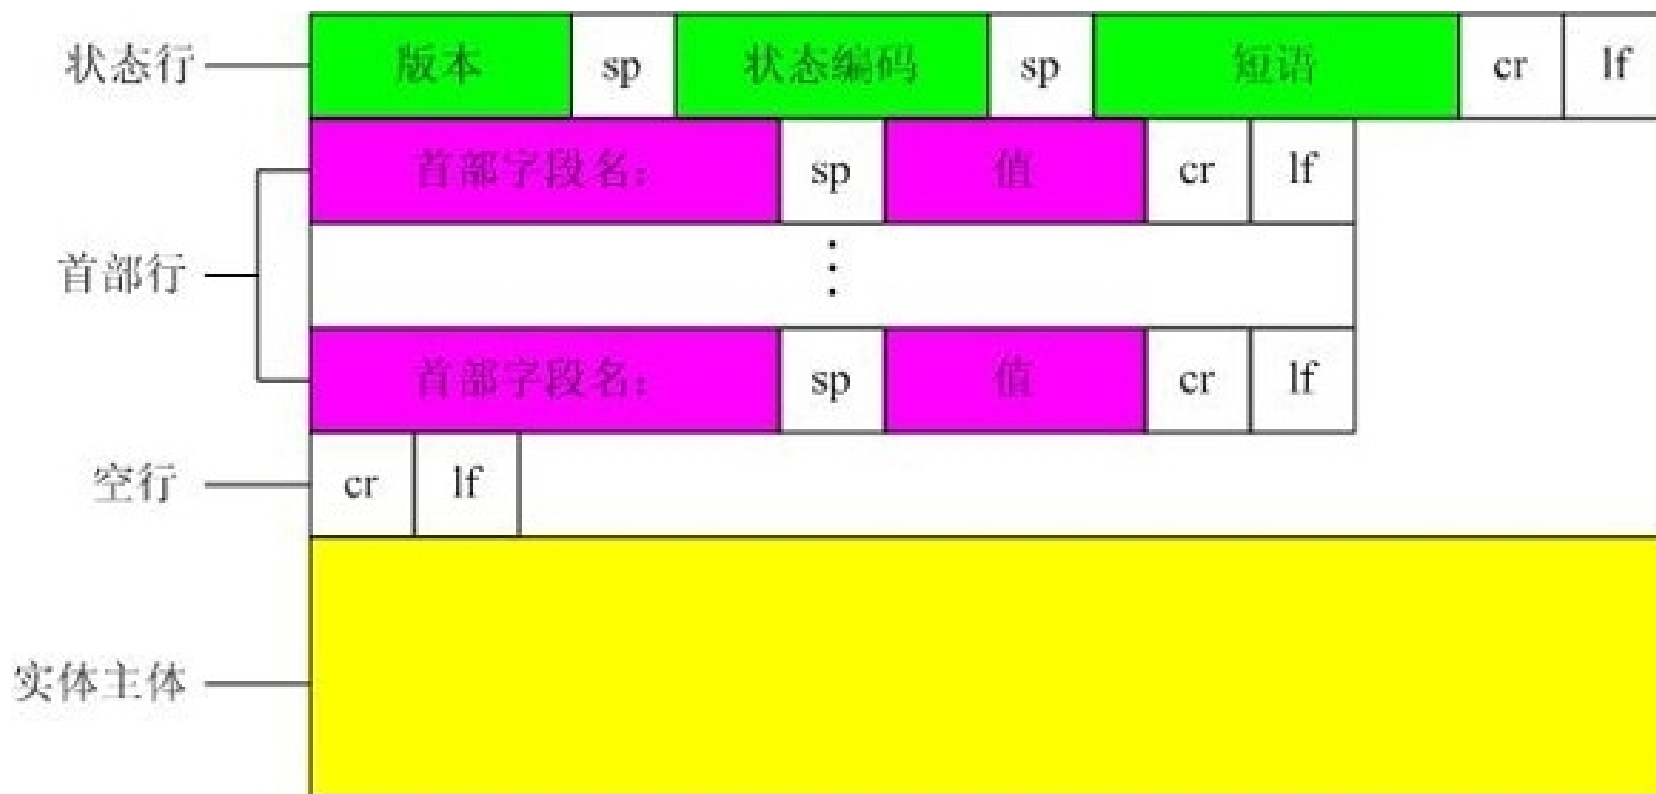 状态行 版本 sp 状态编码 sp 短语 cr lf
首部字段名: sp 值 cr lf
首部行
首部字段名: sp 值 cr lf
空行 cr lf
实体主体